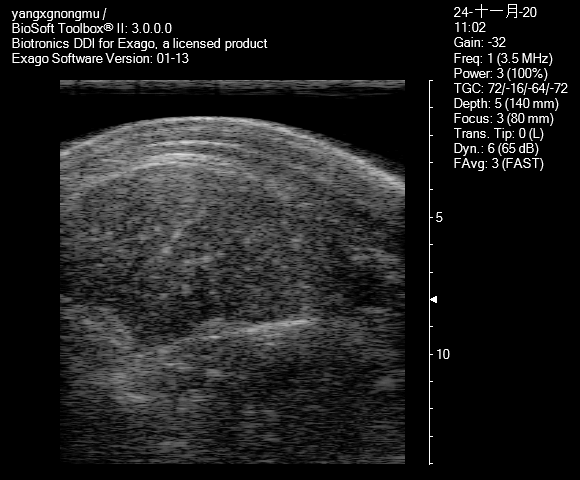 yangxgnongmu /
BioSoft Toolbox® II: 3.0.0.0
Biotronics DDI for Exago, a licensed product
Exago Software Version: 01-13
24-十一月-20
11:02
Gain: -32
Freq: 1 (3.5 MHz)
Power: 3 (100%)
TGC: 72/-16/-64/-72
Depth: 5 (140 mm)
Focus: 3 (80 mm)
Trans. Tip: 0 (L)
Dyn.: 6 (65 dB)
FAvg: 3 (FAST)
5
10